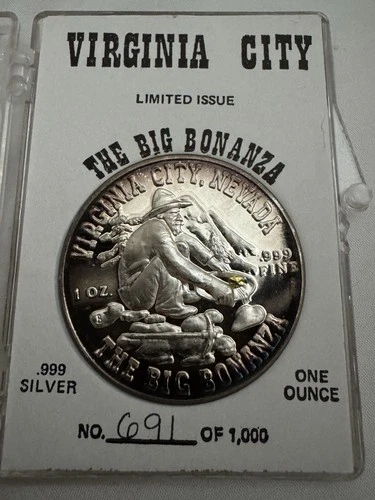 VIRGINIA CITY
LIMITED ISSUE
THE BIG BONANZA
VIRGINIA CITY, NEVADA
.999
FINE
1 OZ.
THE BIG BONANZA
.999
SILVER
ONE
OUNCE
NO. 691 OF 1,000